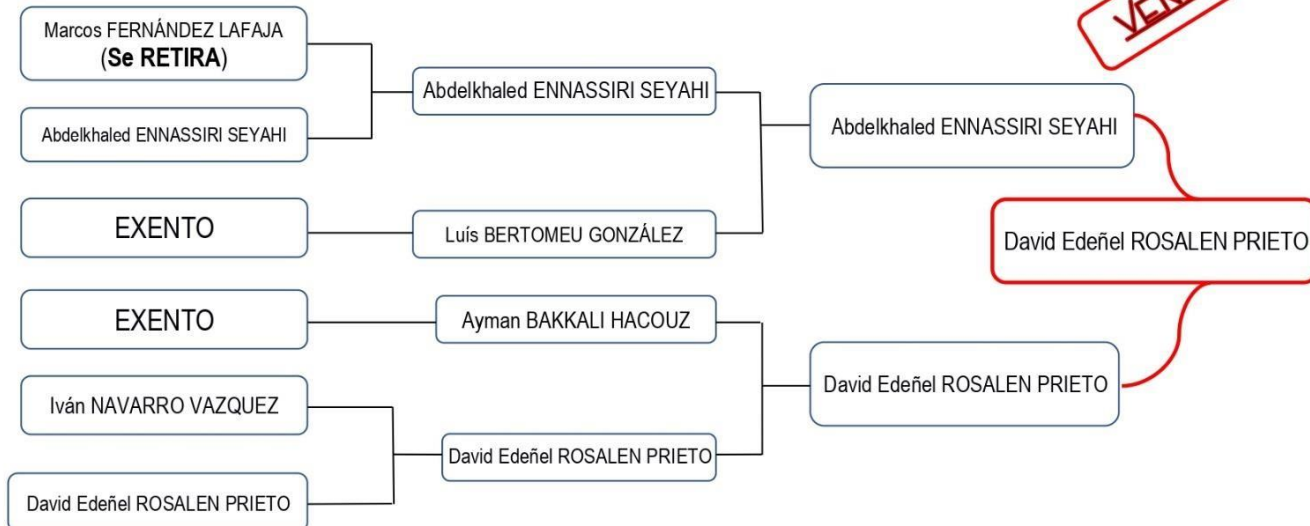 Marcos FERNÁNDEZ LAFAJA
(Se RETIRA)
Abdelkhaled ENNASSIRI SEYAHI
EXENTO
EXENTO
Iván NAVARRO VAZQUEZ
David Edeñel ROSALEN PRIETO
Abdelkhaled ENNASSIRI SEYAHI
Luís BERTOMEU GONZÁLEZ
Ayman BAKKALI HACOUZ
David Edeñel ROSALEN PRIETO
Abdelkhaled ENNASSIRI SEYAHI
David Edeñel ROSALEN PRIETO
David Edeñel ROSALEN PRIETO